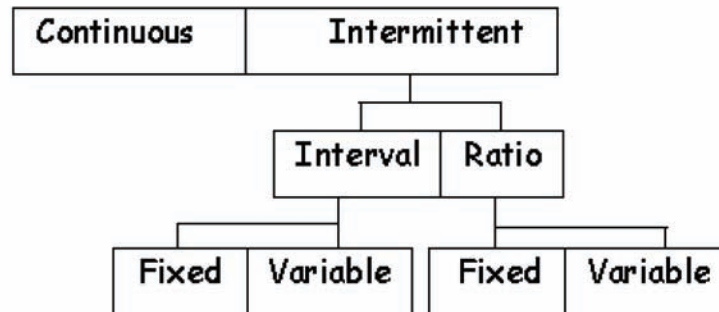 Continuous Intermittent
Interval Ratio
Fixed Variable Fixed Variable